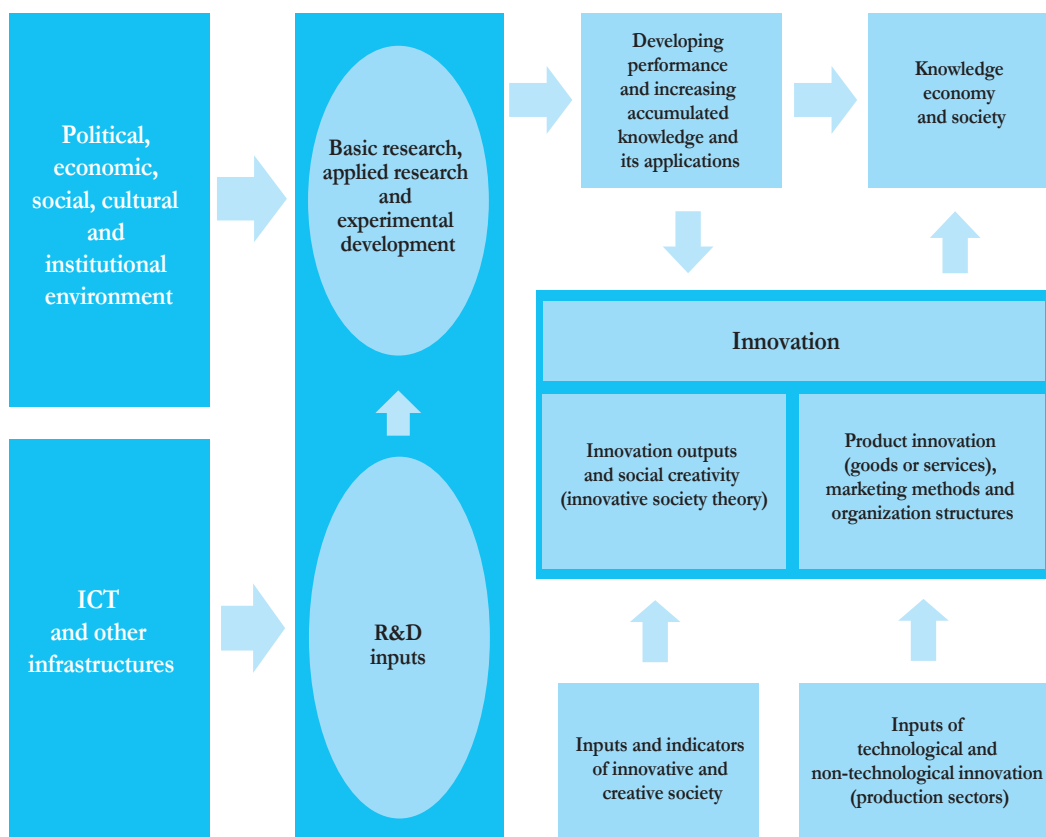 Political,
economic,
social, cultural
and
institutional
environment
Basic research,
applied research
and
experimental
development
Developing
performance
and increasing
accumulated
knowledge and
its applications
Knowledge
economy
and society
Innovation
Innovation outputs
and social creativity
(innovative society theory)
Product innovation
(goods or services),
marketing methods and
organization structures
ICT
and other
infrastructures
R&D
inputs
Inputs and indicators
of innovative and
creative society
Inputs of
technological and
non-technological innovation
(production sectors)